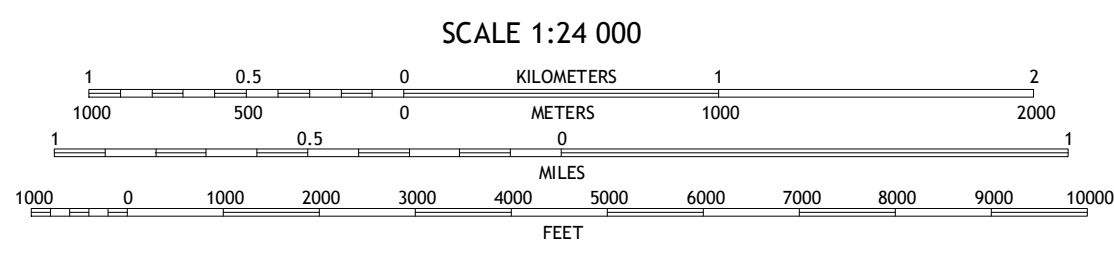 SCALE 1:24 000
1 0.5 0 KILOMETERS 1 2
1000 500 0 METERS 1000 2000
1 0.5 0 1
MILES
1000 0 1000 2000 3000 4000 5000 6000 7000 8000 9000 10000
FEET